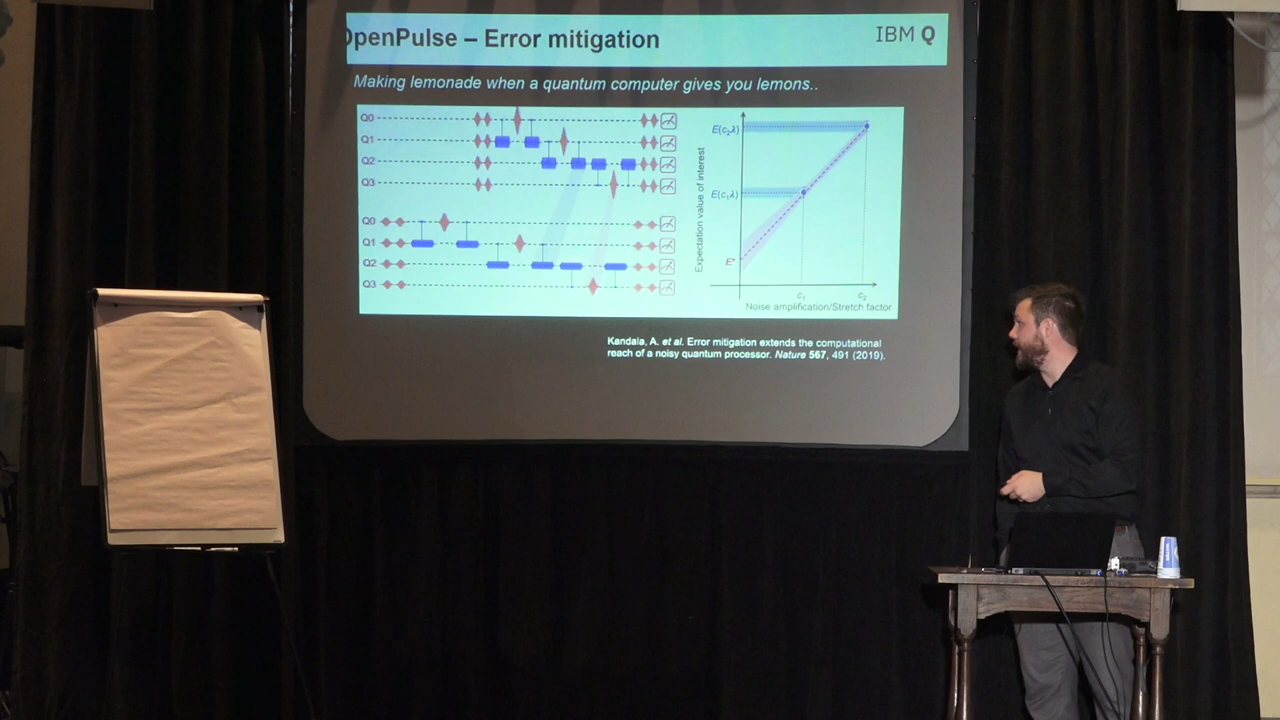 OpenPulse – Error mitigation
IBM Q
Making lemonade when a quantum computer gives you lemons..
Q0
Q1
Q2
Q3
Q0
Q1
Q2
Q3
Expectation value of interest
E(c₂λ)
E(c₁λ)
E*
c₁ c₂
Noise amplification/Stretch factor
Kandala, A. et al. Error mitigation extends the computational
reach of a noisy quantum processor. Nature 567, 491 (2019).